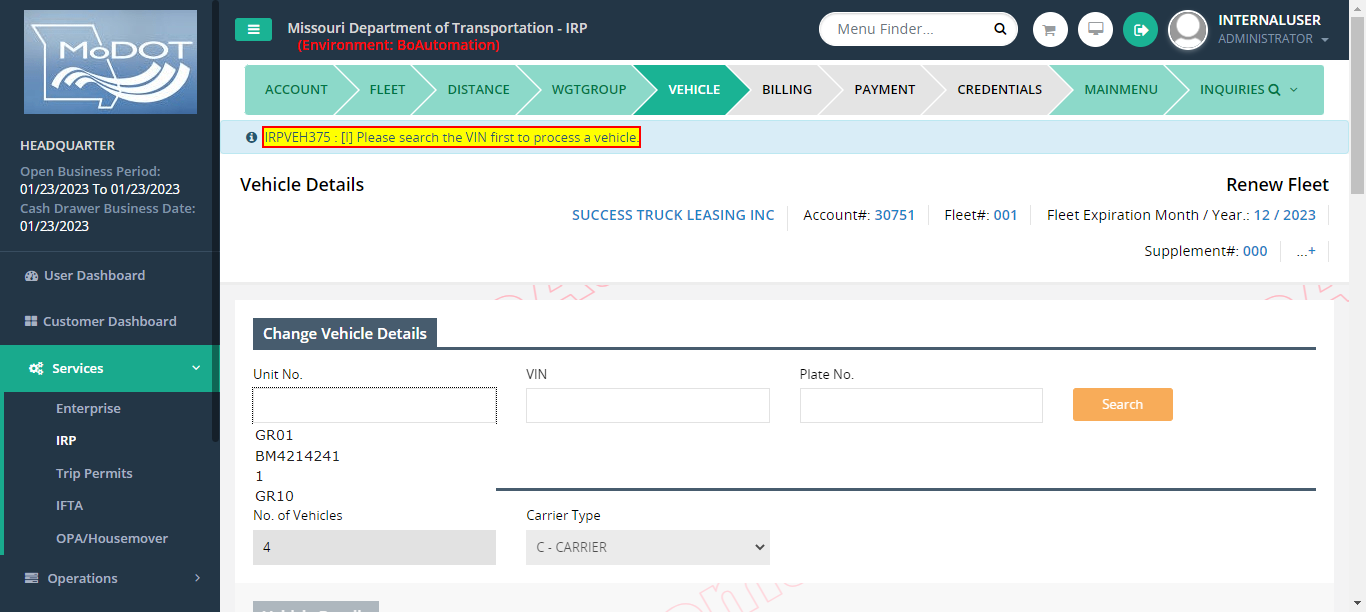 MoDOT
Missouri Department of Transportation - IRP
(Environment: BoAutomation)
Menu Finder...
INTERNALUSER
ADMINISTRATOR
ACCOUNT
FLEET
DISTANCE
WGTGROUP
VEHICLE
BILLING
PAYMENT
CREDENTIALS
MAINMENU
INQUIRIES
IRPVEH375 : [I] Please search the VIN first to process a vehicle.
HEADQUARTER
Open Business Period:
01/23/2023 To 01/23/2023
Cash Drawer Business Date:
01/23/2023
User Dashboard
Customer Dashboard
Services
Enterprise
IRP
Trip Permits
IFTA
OPA/Housemover
Operations
Vehicle Details
Renew Fleet
SUCCESS TRUCK LEASING INC
Account#: 30751
Fleet#: 001
Fleet Expiration Month / Year.: 12 / 2023
Supplement#: 000
...+
Change Vehicle Details
Unit No.
VIN
Plate No.
Search
GR01
BM4214241
1
GR10
No. of Vehicles
Carrier Type
4
C - CARRIER